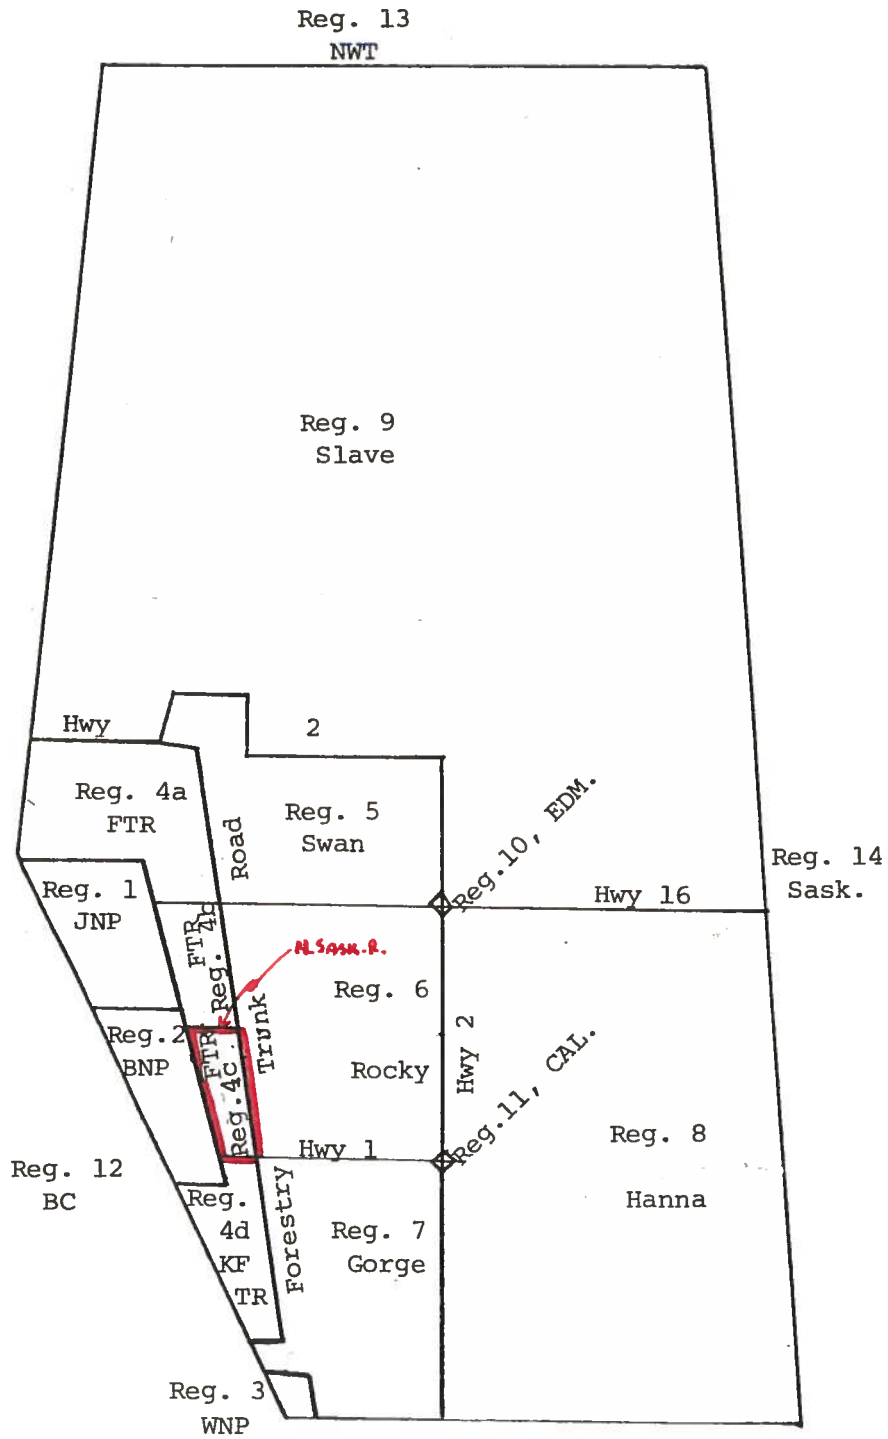 Reg. 13
NWT
Reg. 9
Slave
Hwy
2
Reg. 4a
FTR
Reg. 5
Swan
Road
Reg.10, EDM.
Reg. 14
Sask.
Hwy 16
Reg. 1
JNP
FTR
Reg. 4b
N.SASK.R.
Reg. 6
Rocky
Trunk
Hwy 2
Reg.2
BNP
FTR
Reg.4c
Reg.11, CAL.
Hwy 1
Reg. 8
Hanna
Reg. 12
BC
Reg.
4d
KF
TR
Forestry
Reg. 7
Gorge
Reg. 3
WNP